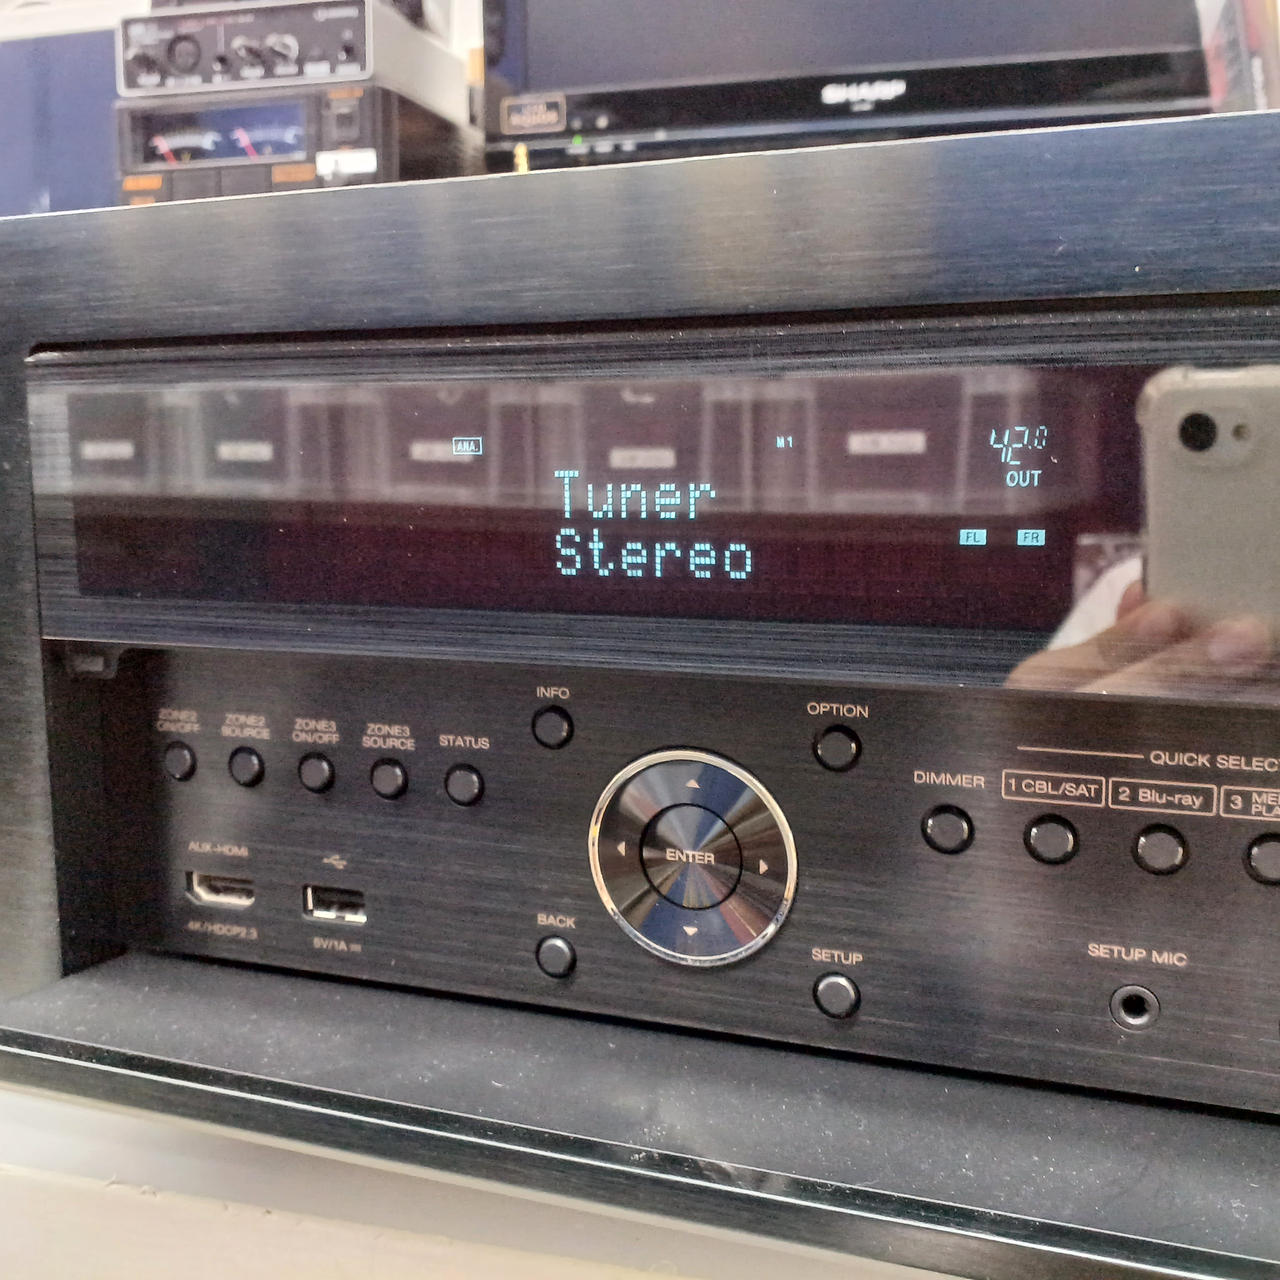 SHARP
ANA.
M1
42.0
OUT
Tuner
Stereo
FL FR
INFO
OPTION
ZONE2 ON/OFF
ZONE2 SOURCE
ZONE3 ON/OFF
ZONE3 SOURCE
STATUS
QUICK SELECT
DIMMER
1 CBL/SAT
2 Blu-ray
3
ENTER
AUX-HDMI
4K/HDCP2.3
5V/1A
BACK
SETUP
SETUP MIC